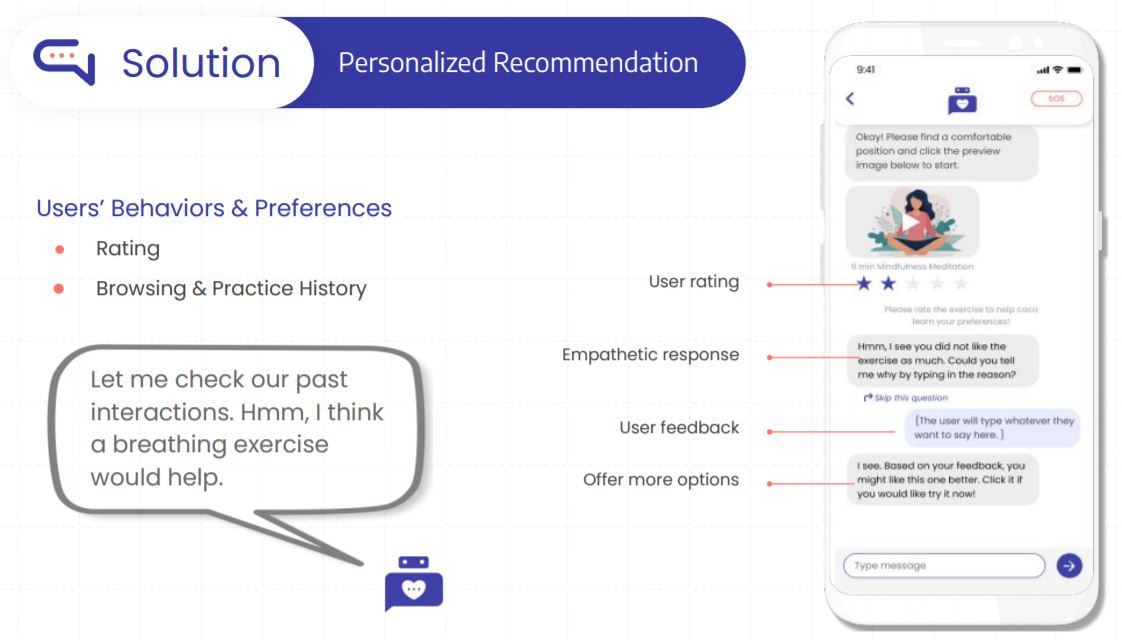 Solution
Personalized Recommendation
Users' Behaviors & Preferences
Rating
Browsing & Practice History
Let me check our past
interactions. Hmm, I think
a breathing exercise
would help.
User rating
Empathetic response
User feedback
Offer more options
9:41
SOS
Okay! Please find a comfortable
position and click the preview
image below to start.
6 min Mindfulness Meditation
Please rate the exercise to help coco
learn your preferences!
Hmm, I see you did not like the
exercise as much. Could you tell
me why by typing in the reason?
Skip this question
{The user will type whatever they
want to say here. }
I see. Based on your feedback, you
might like this one better. Click it if
you would like try it now!
Type message